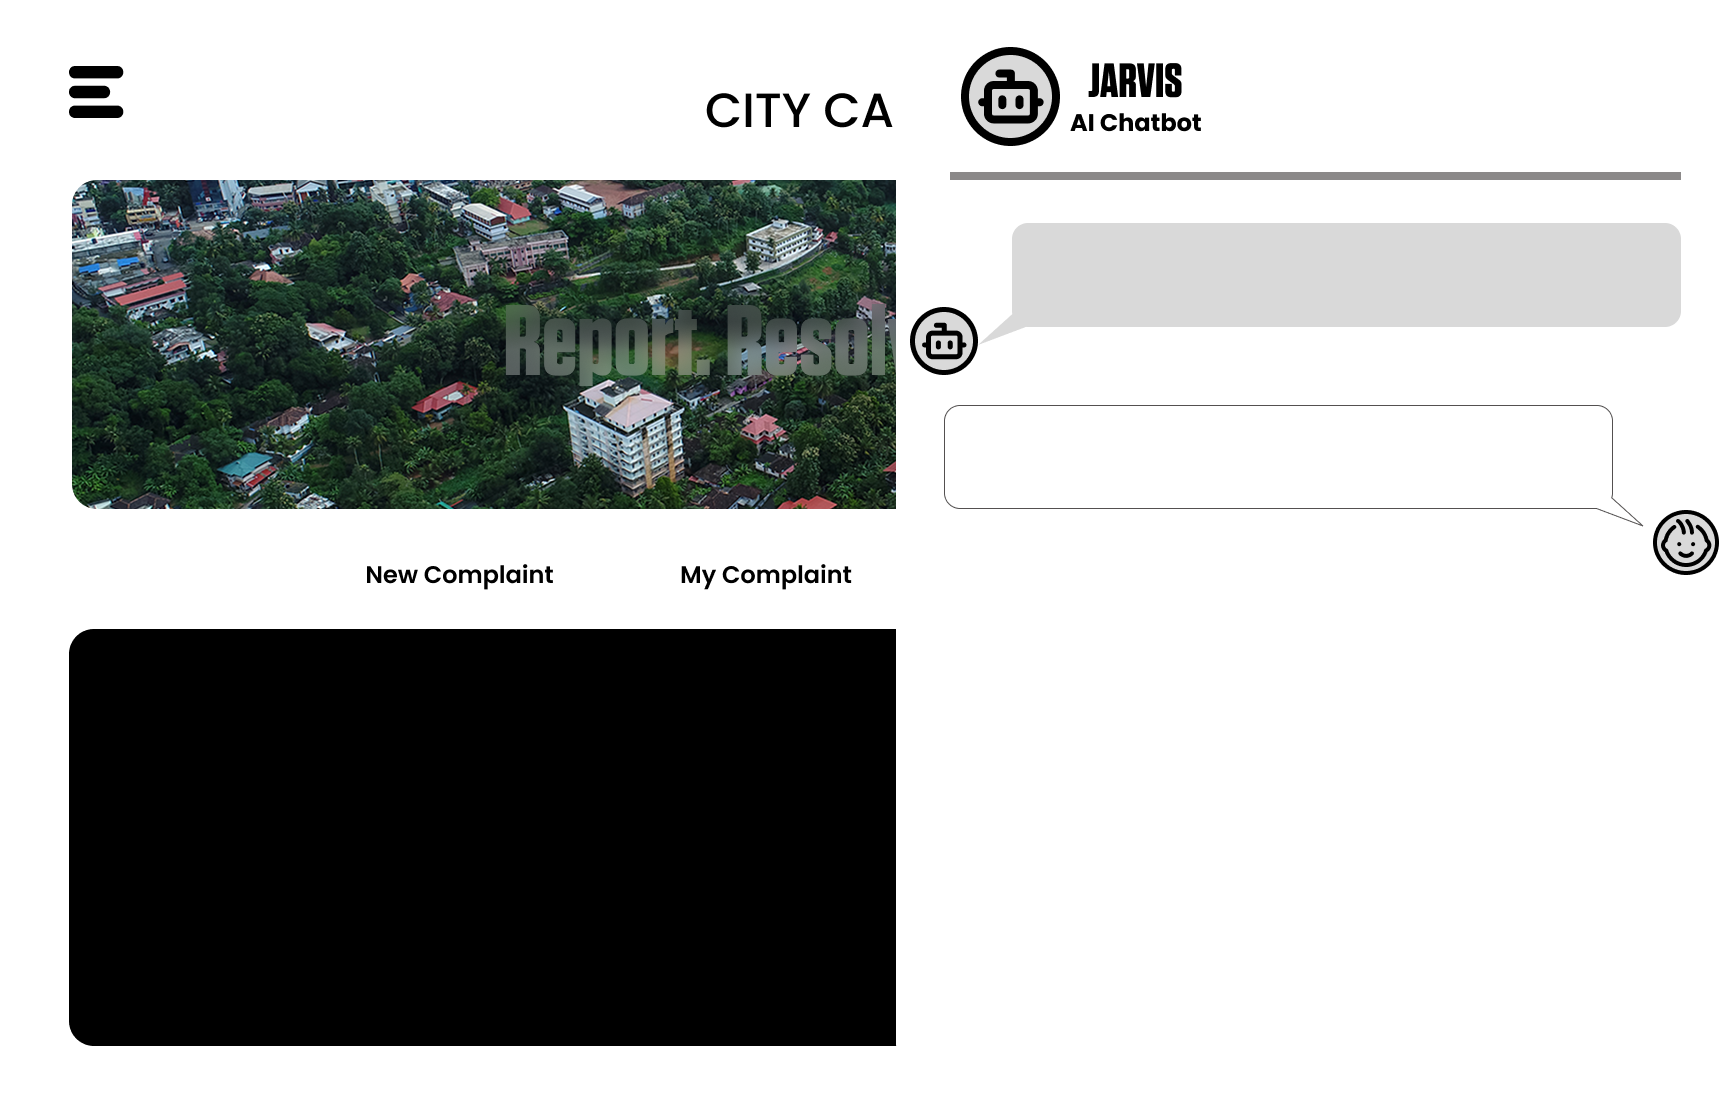 CITY CA
JARVIS
AI Chatbot
Report. Resol
New Complaint
My Complaint